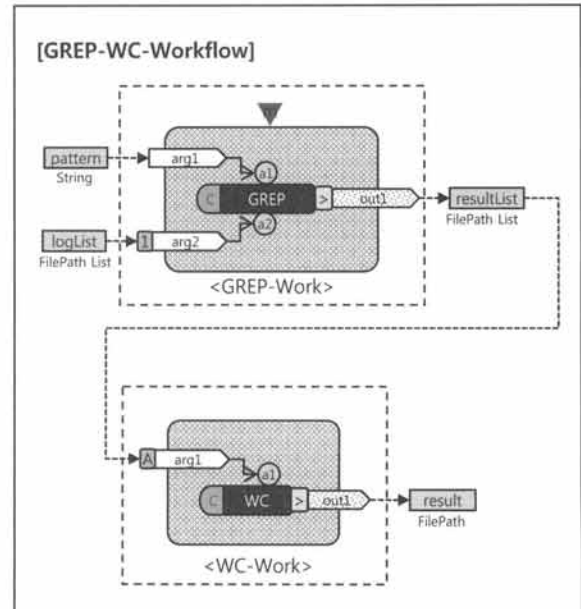 [GREP-WC-Workflow]
pattern
String
arg1
a1
C
GREP
>
out1
resultList
FilePath List
logList
FilePath List
1
arg2
a2
<GREP-Work>
A
arg1
a1
C
WC
>
out1
result
FilePath
<WC-Work>